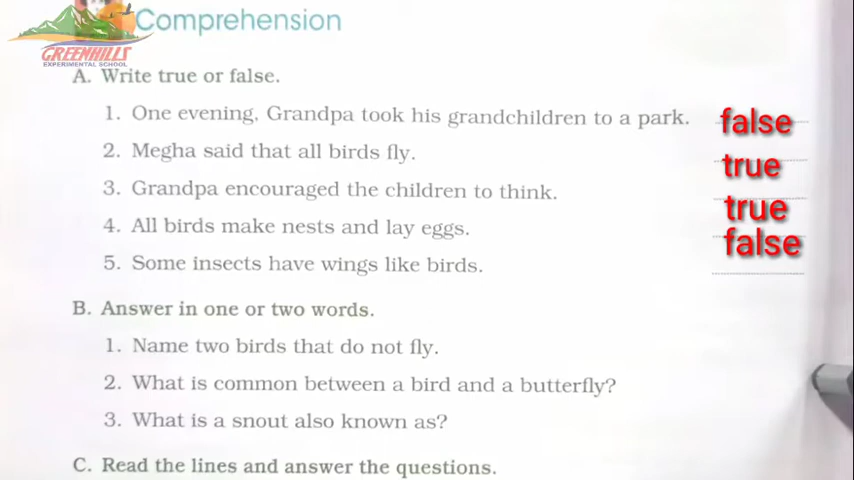 Comprehension
GREENHILLS
EXPERIMENTAL SCHOOL
A. Write true or false.
1. One evening, Grandpa took his grandchildren to a park. false
2. Megha said that all birds fly. true
3. Grandpa encouraged the children to think. true
4. All birds make nests and lay eggs. false
5. Some insects have wings like birds.
B. Answer in one or two words.
1. Name two birds that do not fly.
2. What is common between a bird and a butterfly?
3. What is a snout also known as?
C. Read the lines and answer the questions.